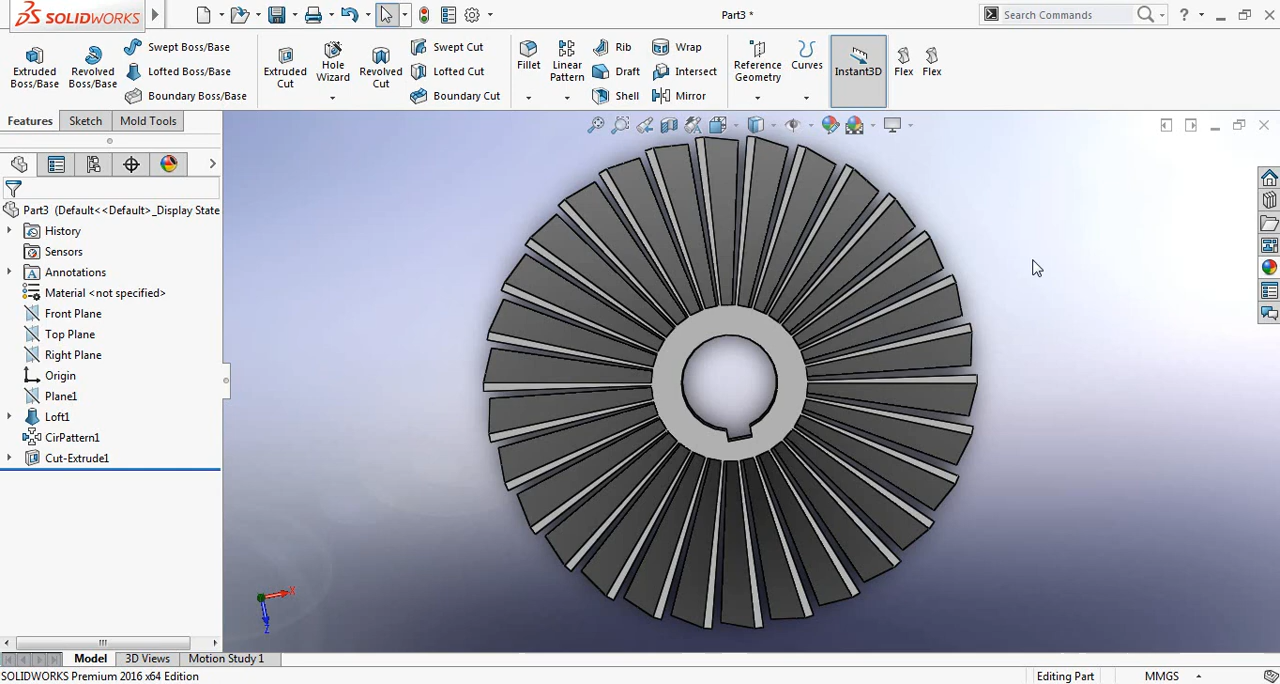 SOLIDWORKS
Part3 *
Search Commands
?
Extruded Boss/Base
Revolved Boss/Base
Swept Boss/Base
Lofted Boss/Base
Boundary Boss/Base
Extruded Cut
Hole Wizard
Revolved Cut
Swept Cut
Lofted Cut
Boundary Cut
Fillet
Linear Pattern
Rib
Draft
Shell
Wrap
Intersect
Mirror
Reference Geometry
Curves
Instant3D
Flex
Flex
Features
Sketch
Mold Tools
Part3 (Default<<Default>_Display State
History
Sensors
Annotations
Material <not specified>
Front Plane
Top Plane
Right Plane
Origin
Plane1
Loft1
CirPattern1
Cut-Extrude1
X
Z
Model
3D Views
Motion Study 1
SOLIDWORKS Premium 2016 x64 Edition
Editing Part
MMGS